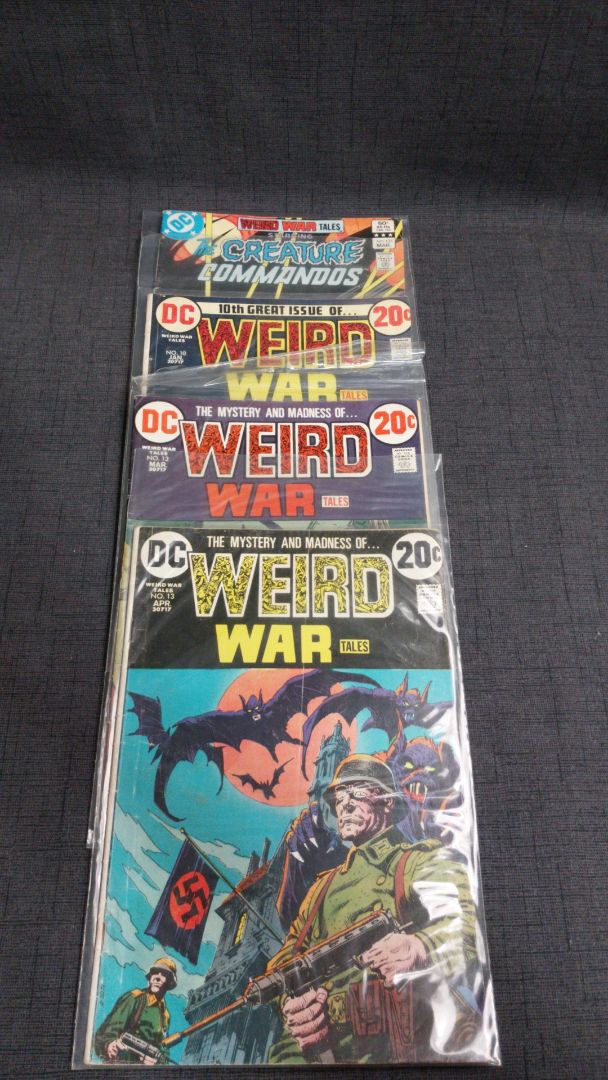 DC
WEIRD WAR TALES
STARRING
THE CREATURE
COMMANDOS
60¢
MAR.
DC
10th GREAT ISSUE OF...
20¢
WEIRD WAR
TALES
NO. 10
JAN
30717
WEIRD
WAR TALES
DC
THE MYSTERY AND MADNESS OF...
20¢
WEIRD WAR
TALES
NO. 12
MAR.
30717
WEIRD
WAR TALES
DC
THE MYSTERY AND MADNESS OF...
20¢
WEIRD WAR
TALES
NO. 13
APR.
30717
WEIRD
WAR TALES